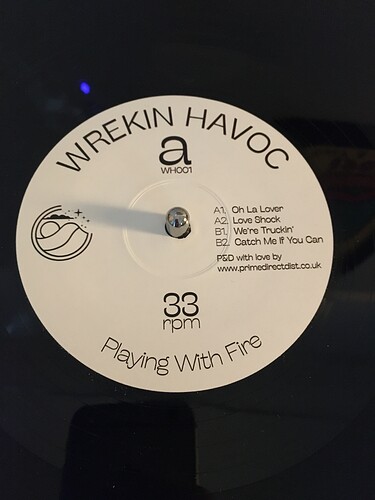 WREKIN HAVOC
a
WH001
A1. Oh La Lover
A2. Love Shock
B1. We're Truckin'
B2. Catch Me If You Can
P&D with love by
www.primedirectdist.co.uk
33
rpm
Playing With Fire